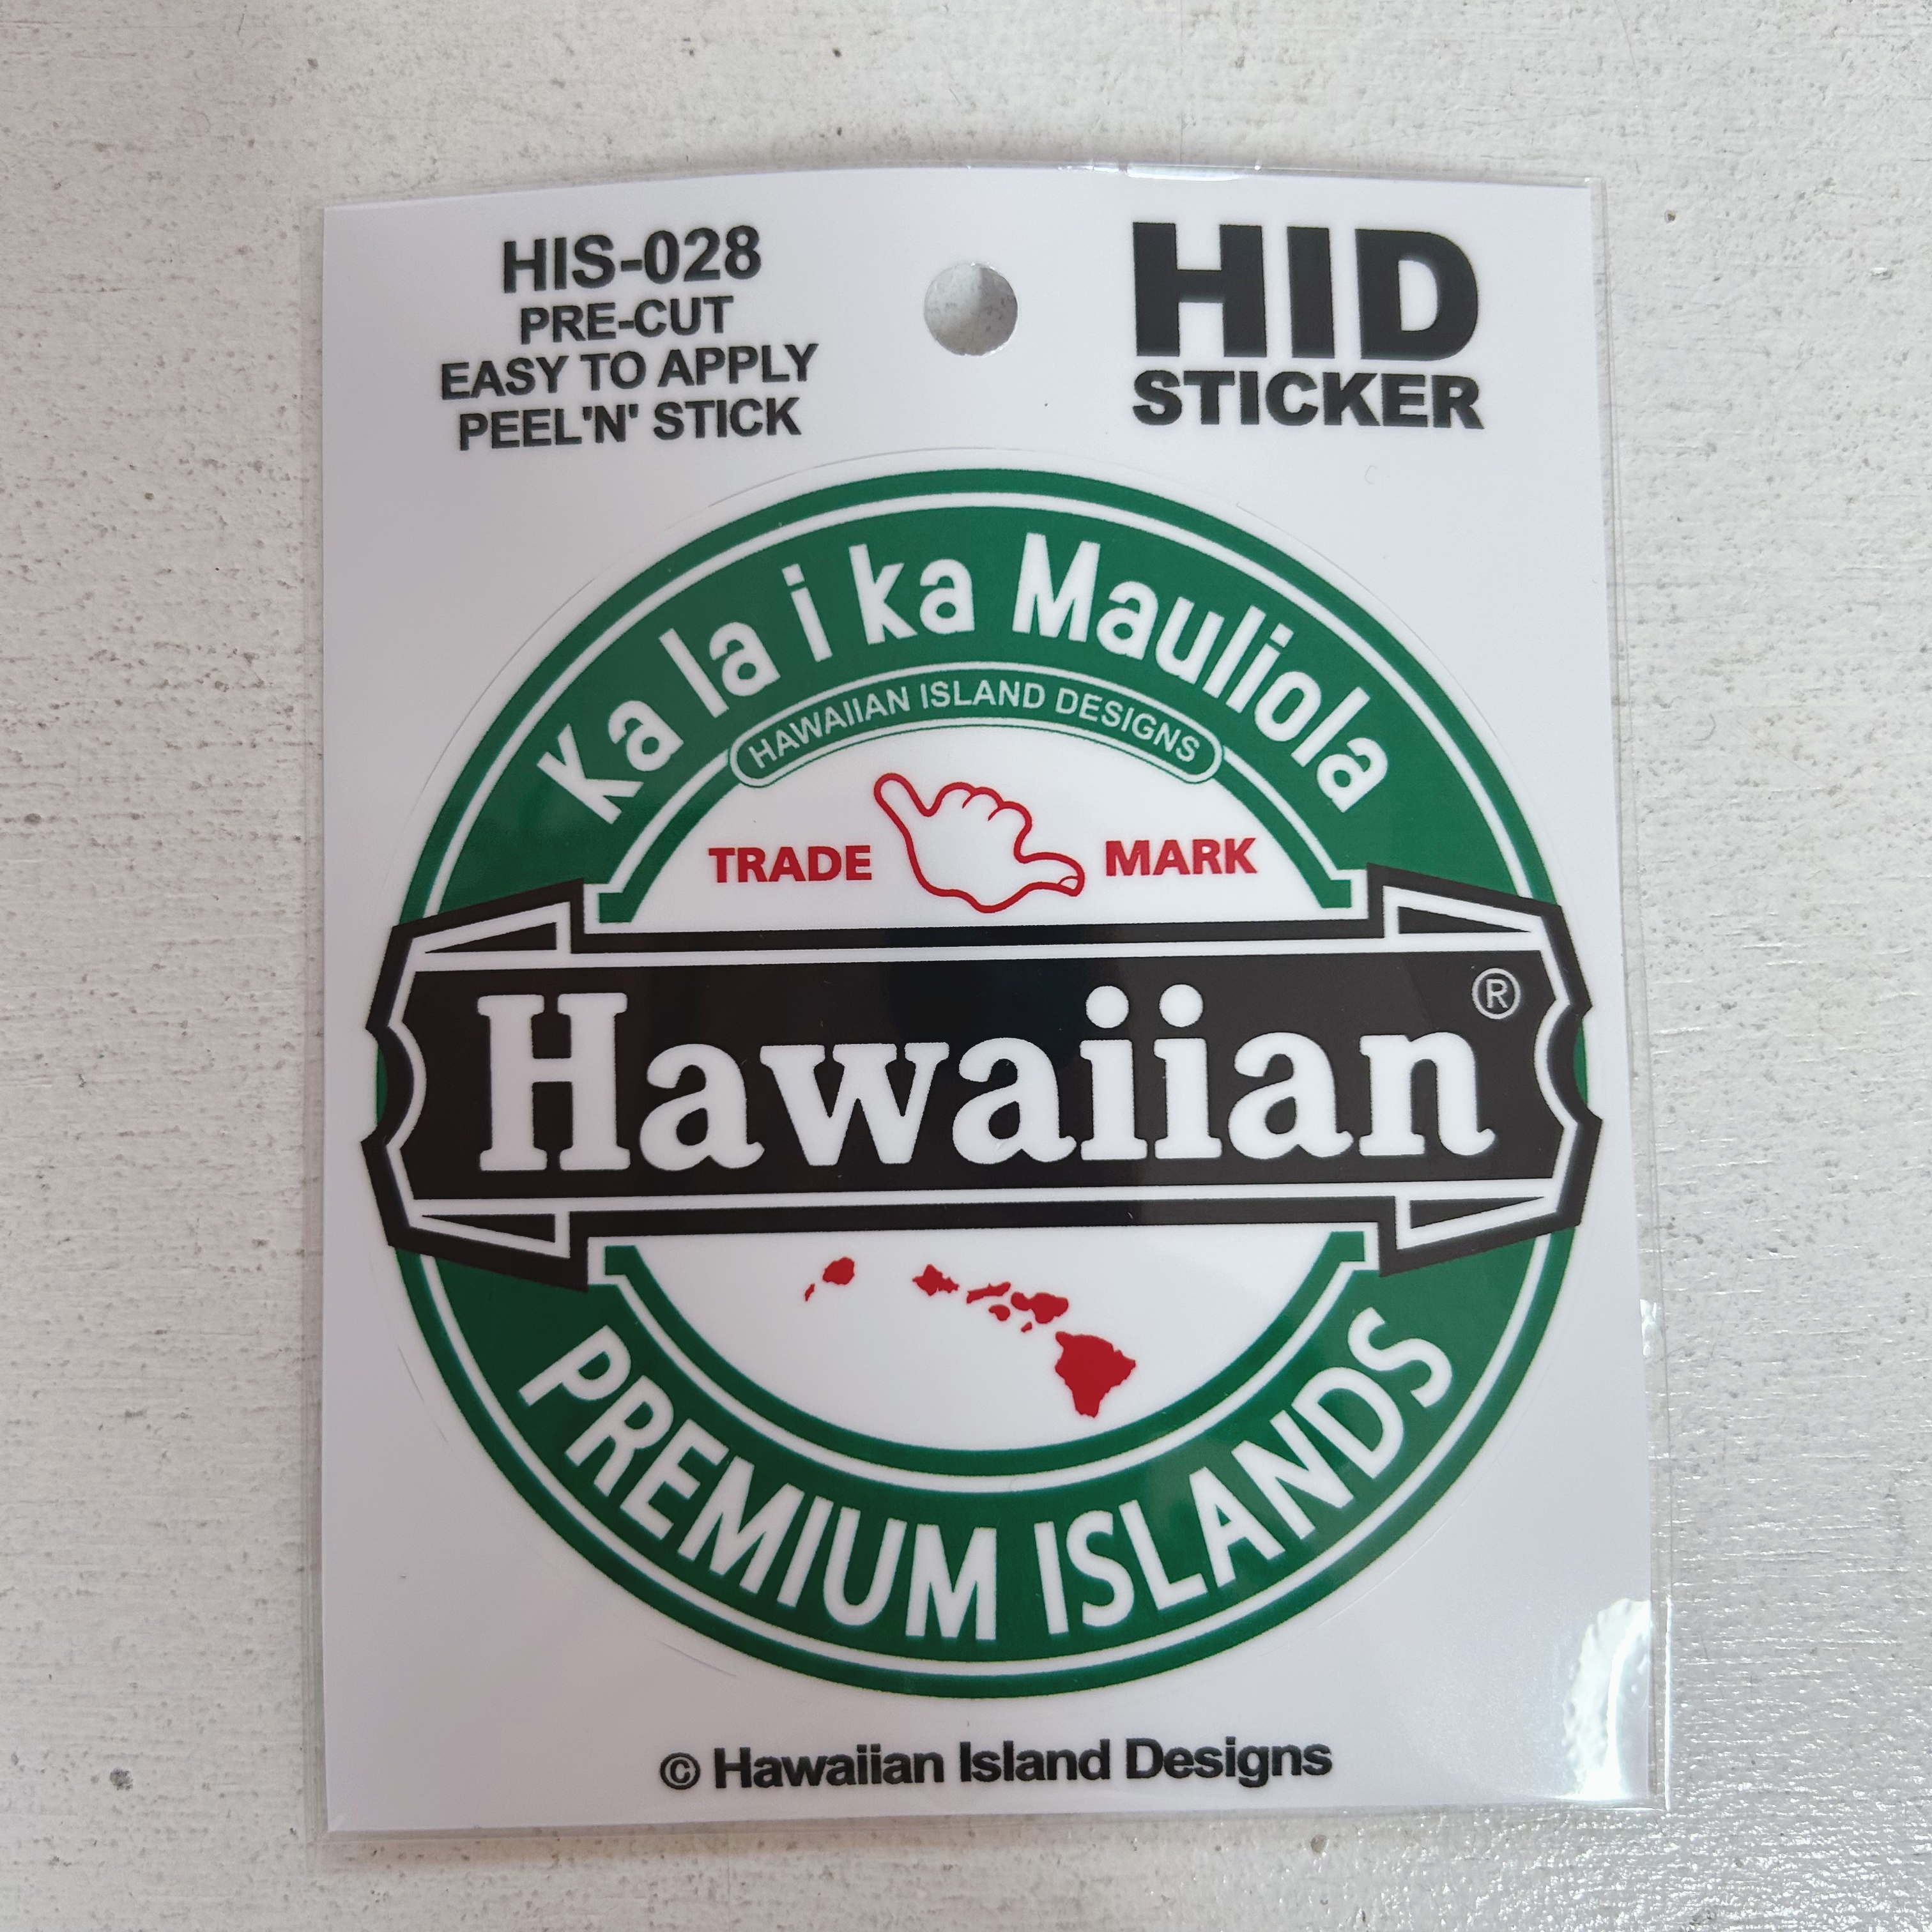 HIS-028
PRE-CUT
EASY TO APPLY
PEEL'N' STICK
HID
STICKER
Ka la i ka Mauliola
HAWAIIAN ISLAND DESIGNS
TRADE MARK
Hawaiian®
PREMIUM ISLANDS
© Hawaiian Island Designs